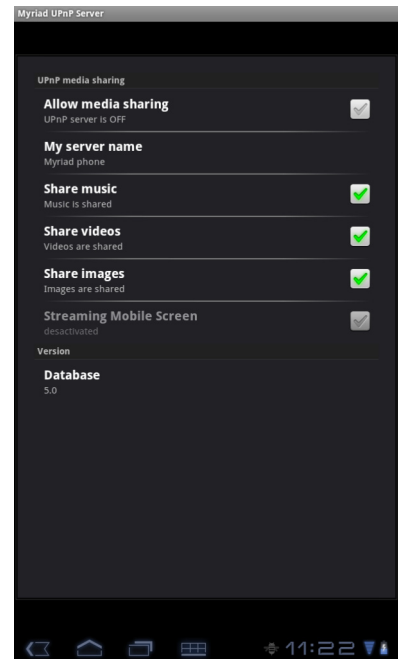 Myriad UPnP Server
UPnP media sharing
Allow media sharing
UPnP server is OFF
My server name
Myriad phone
Share music
Music is shared
Share videos
Videos are shared
Share images
Images are shared
Streaming Mobile Screen
desactivated
Version
Database
5.0
11:22